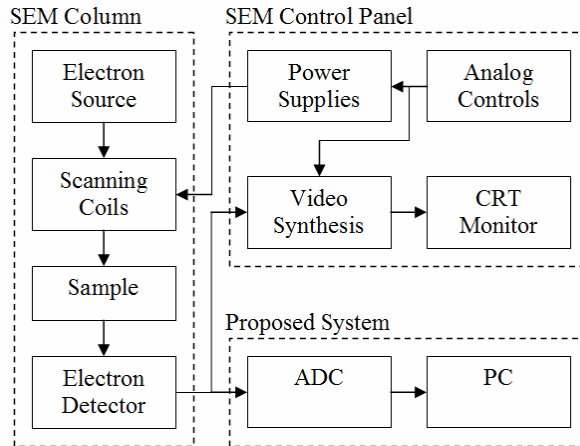 SEM Column
Electron
Source
Scanning
Coils
Sample
Electron
Detector
SEM Control Panel
Power
Supplies
Analog
Controls
Video
Synthesis
CRT
Monitor
Proposed System
ADC
PC